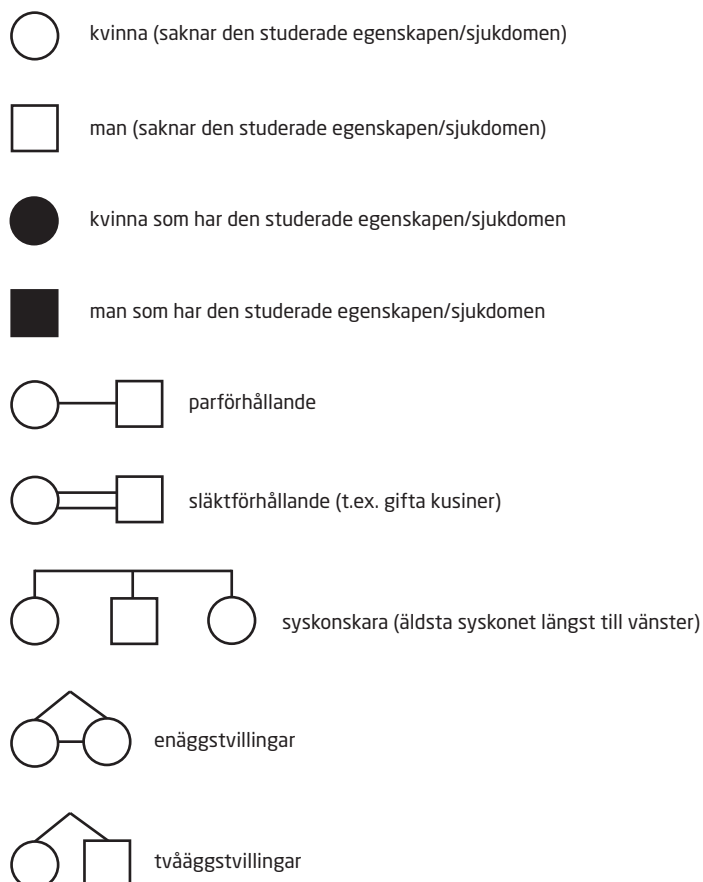 kvinna (saknar den studerade egenskapen/sjukdomen)
man (saknar den studerade egenskapen/sjukdomen)
kvinna som har den studerade egenskapen/sjukdomen
man som har den studerade egenskapen/sjukdomen
parförhållande
släktförhållande (t.ex. gifta kusiner)
syskonskara (äldsta syskonet längst till vänster)
enäggstvillingar
tvåäggstvillingar